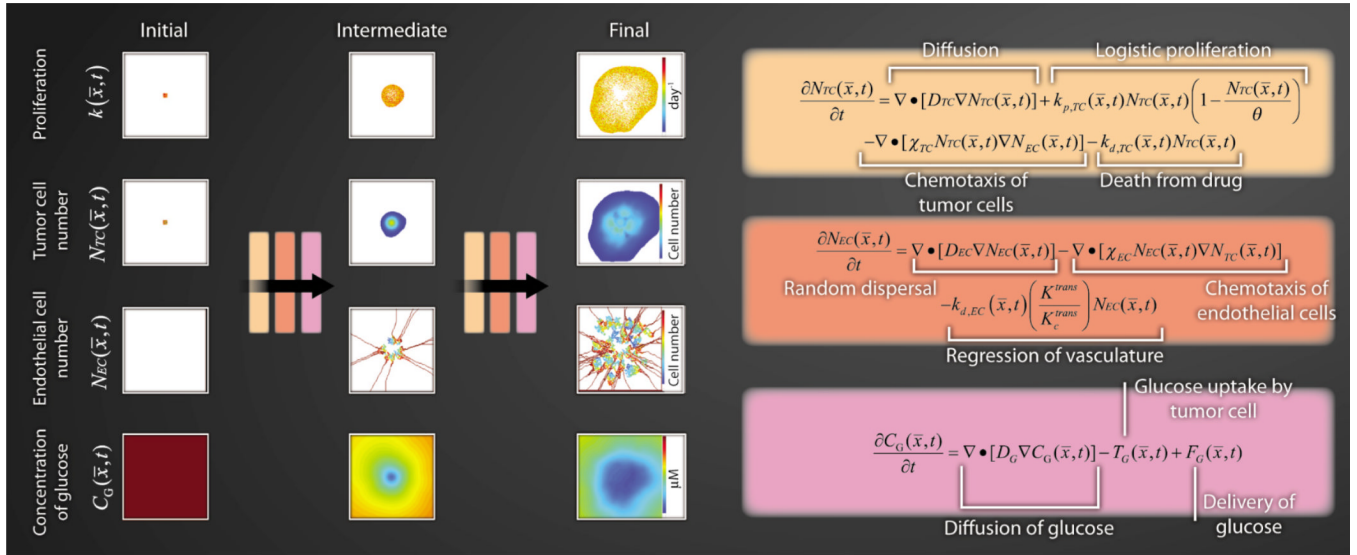 Initial
Intermediate
Final
Proliferation
k(x̄,t)
day⁻¹
Tumor cell
number
N_TC(x̄,t)
Cell number
Endothelial cell
number
N_EC(x̄,t)
Cell number
Concentration
of glucose
C_G(x̄,t)
μM
Diffusion
Logistic proliferation
∂N_TC(x̄,t)/∂t = ∇•[D_TC∇N_TC(x̄,t)] + k_p,TC(x̄,t)N_TC(x̄,t)(1 − N_TC(x̄,t)/θ)
−∇•[χ_TC N_TC(x̄,t)∇N_EC(x̄,t)] − k_d,TC(x̄,t)N_TC(x̄,t)
Chemotaxis of
tumor cells
Death from drug
∂N_EC(x̄,t)/∂t = ∇•[D_EC∇N_EC(x̄,t)] − ∇•[χ_EC N_EC(x̄,t)∇N_TC(x̄,t)]
Random dispersal
Chemotaxis of
endothelial cells
−k_d,EC(x̄,t)(K^trans/K_c^trans)N_EC(x̄,t)
Regression of vasculature
Glucose uptake by
tumor cell
∂C_G(x̄,t)/∂t = ∇•[D_G∇C_G(x̄,t)] − T_G(x̄,t) + F_G(x̄,t)
Diffusion of glucose
Delivery of
glucose